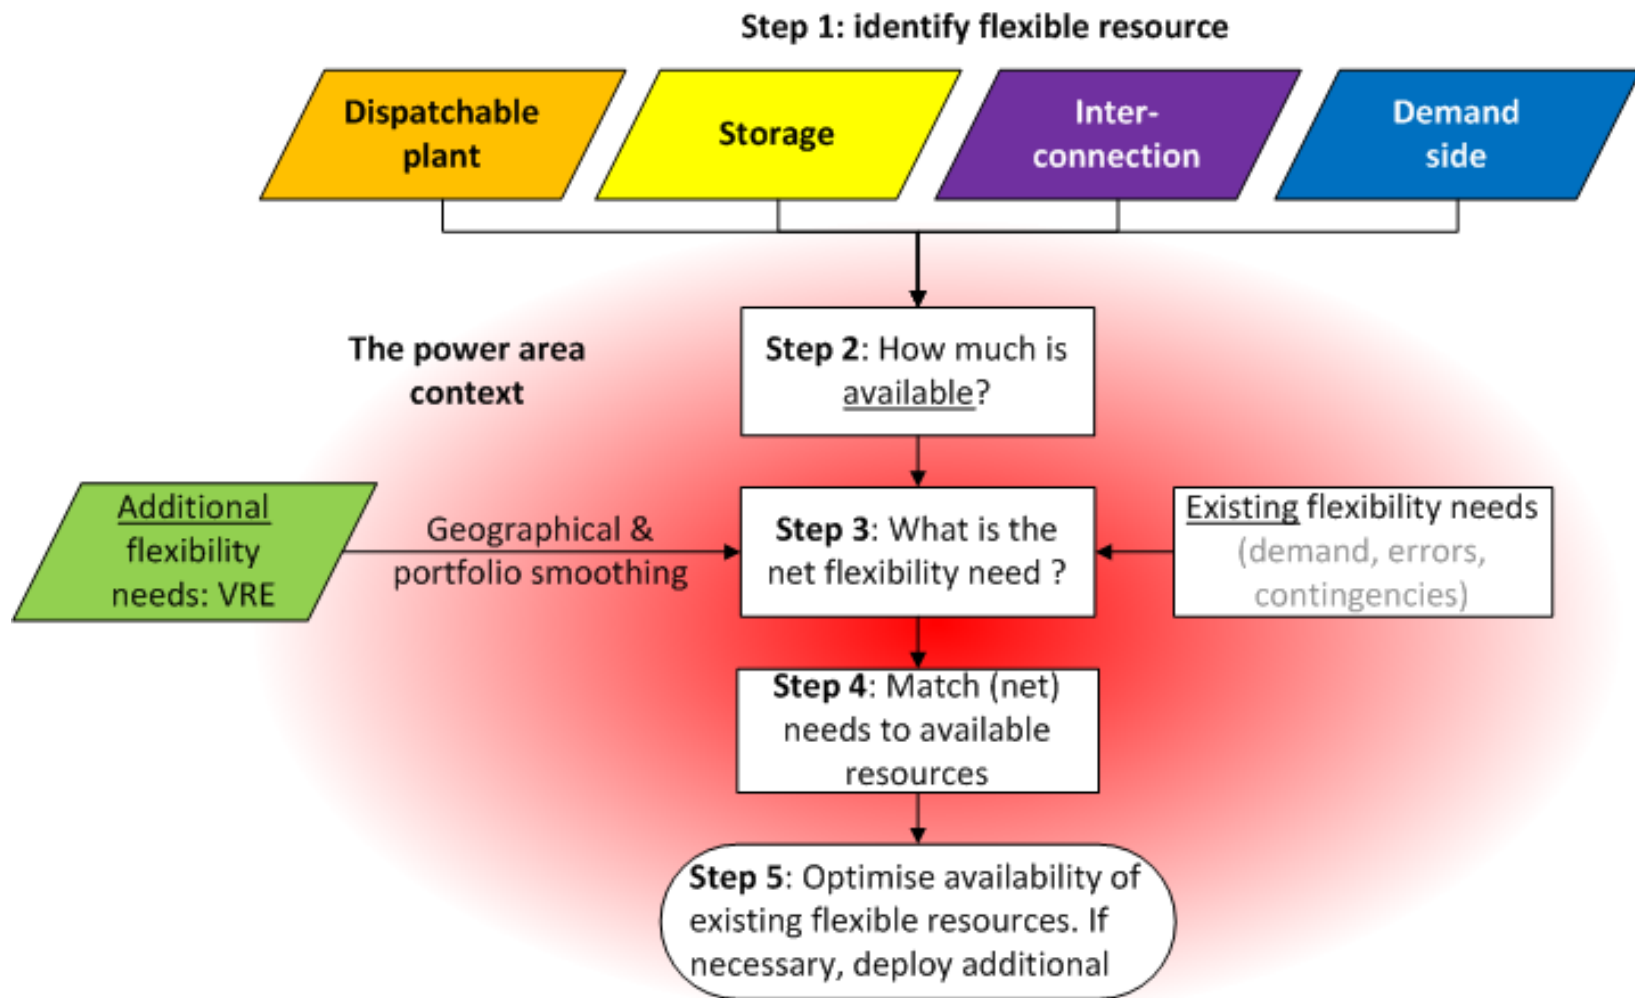 Step 1: identify flexible resource
Dispatchable
plant
Storage
Inter-
connection
Demand
side
The power area
context
Step 2: How much is
available?
Additional
flexibility
needs: VRE
Geographical &
portfolio smoothing
Step 3: What is the
net flexibility need ?
Existing flexibility needs
(demand, errors,
contingencies)
Step 4: Match (net)
needs to available
resources
Step 5: Optimise availability of
existing flexible resources. If
necessary, deploy additional